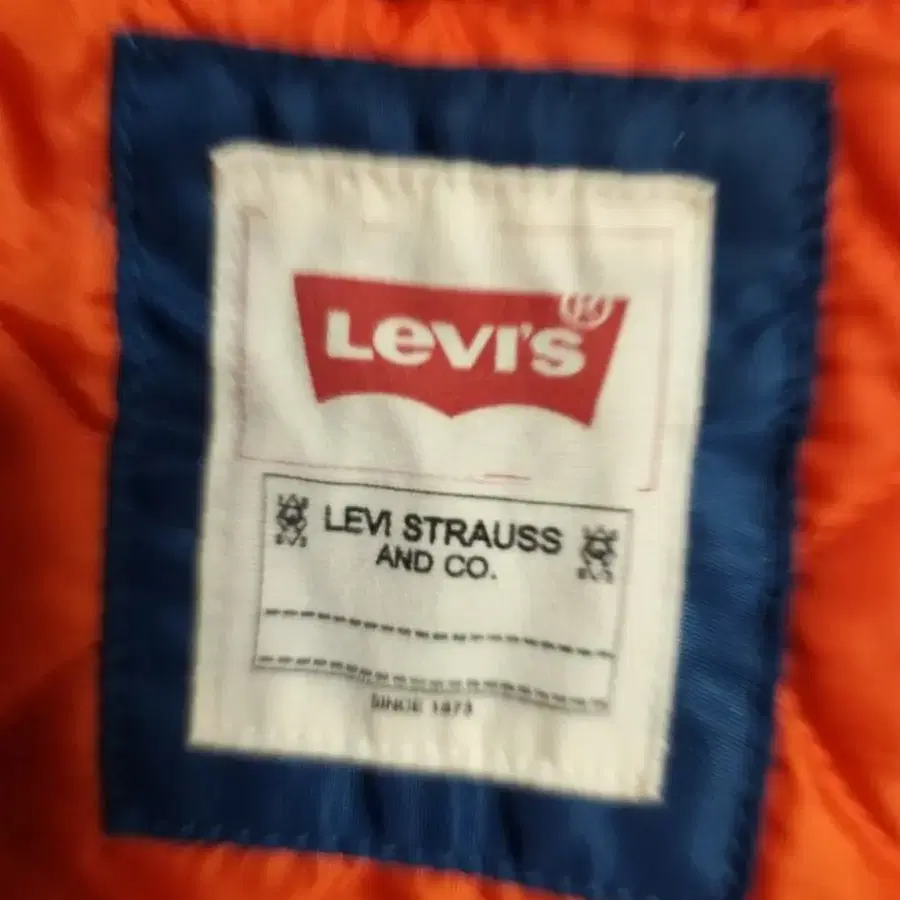 LEVI'S®
LEVI STRAUSS
AND CO.
SINCE 1873